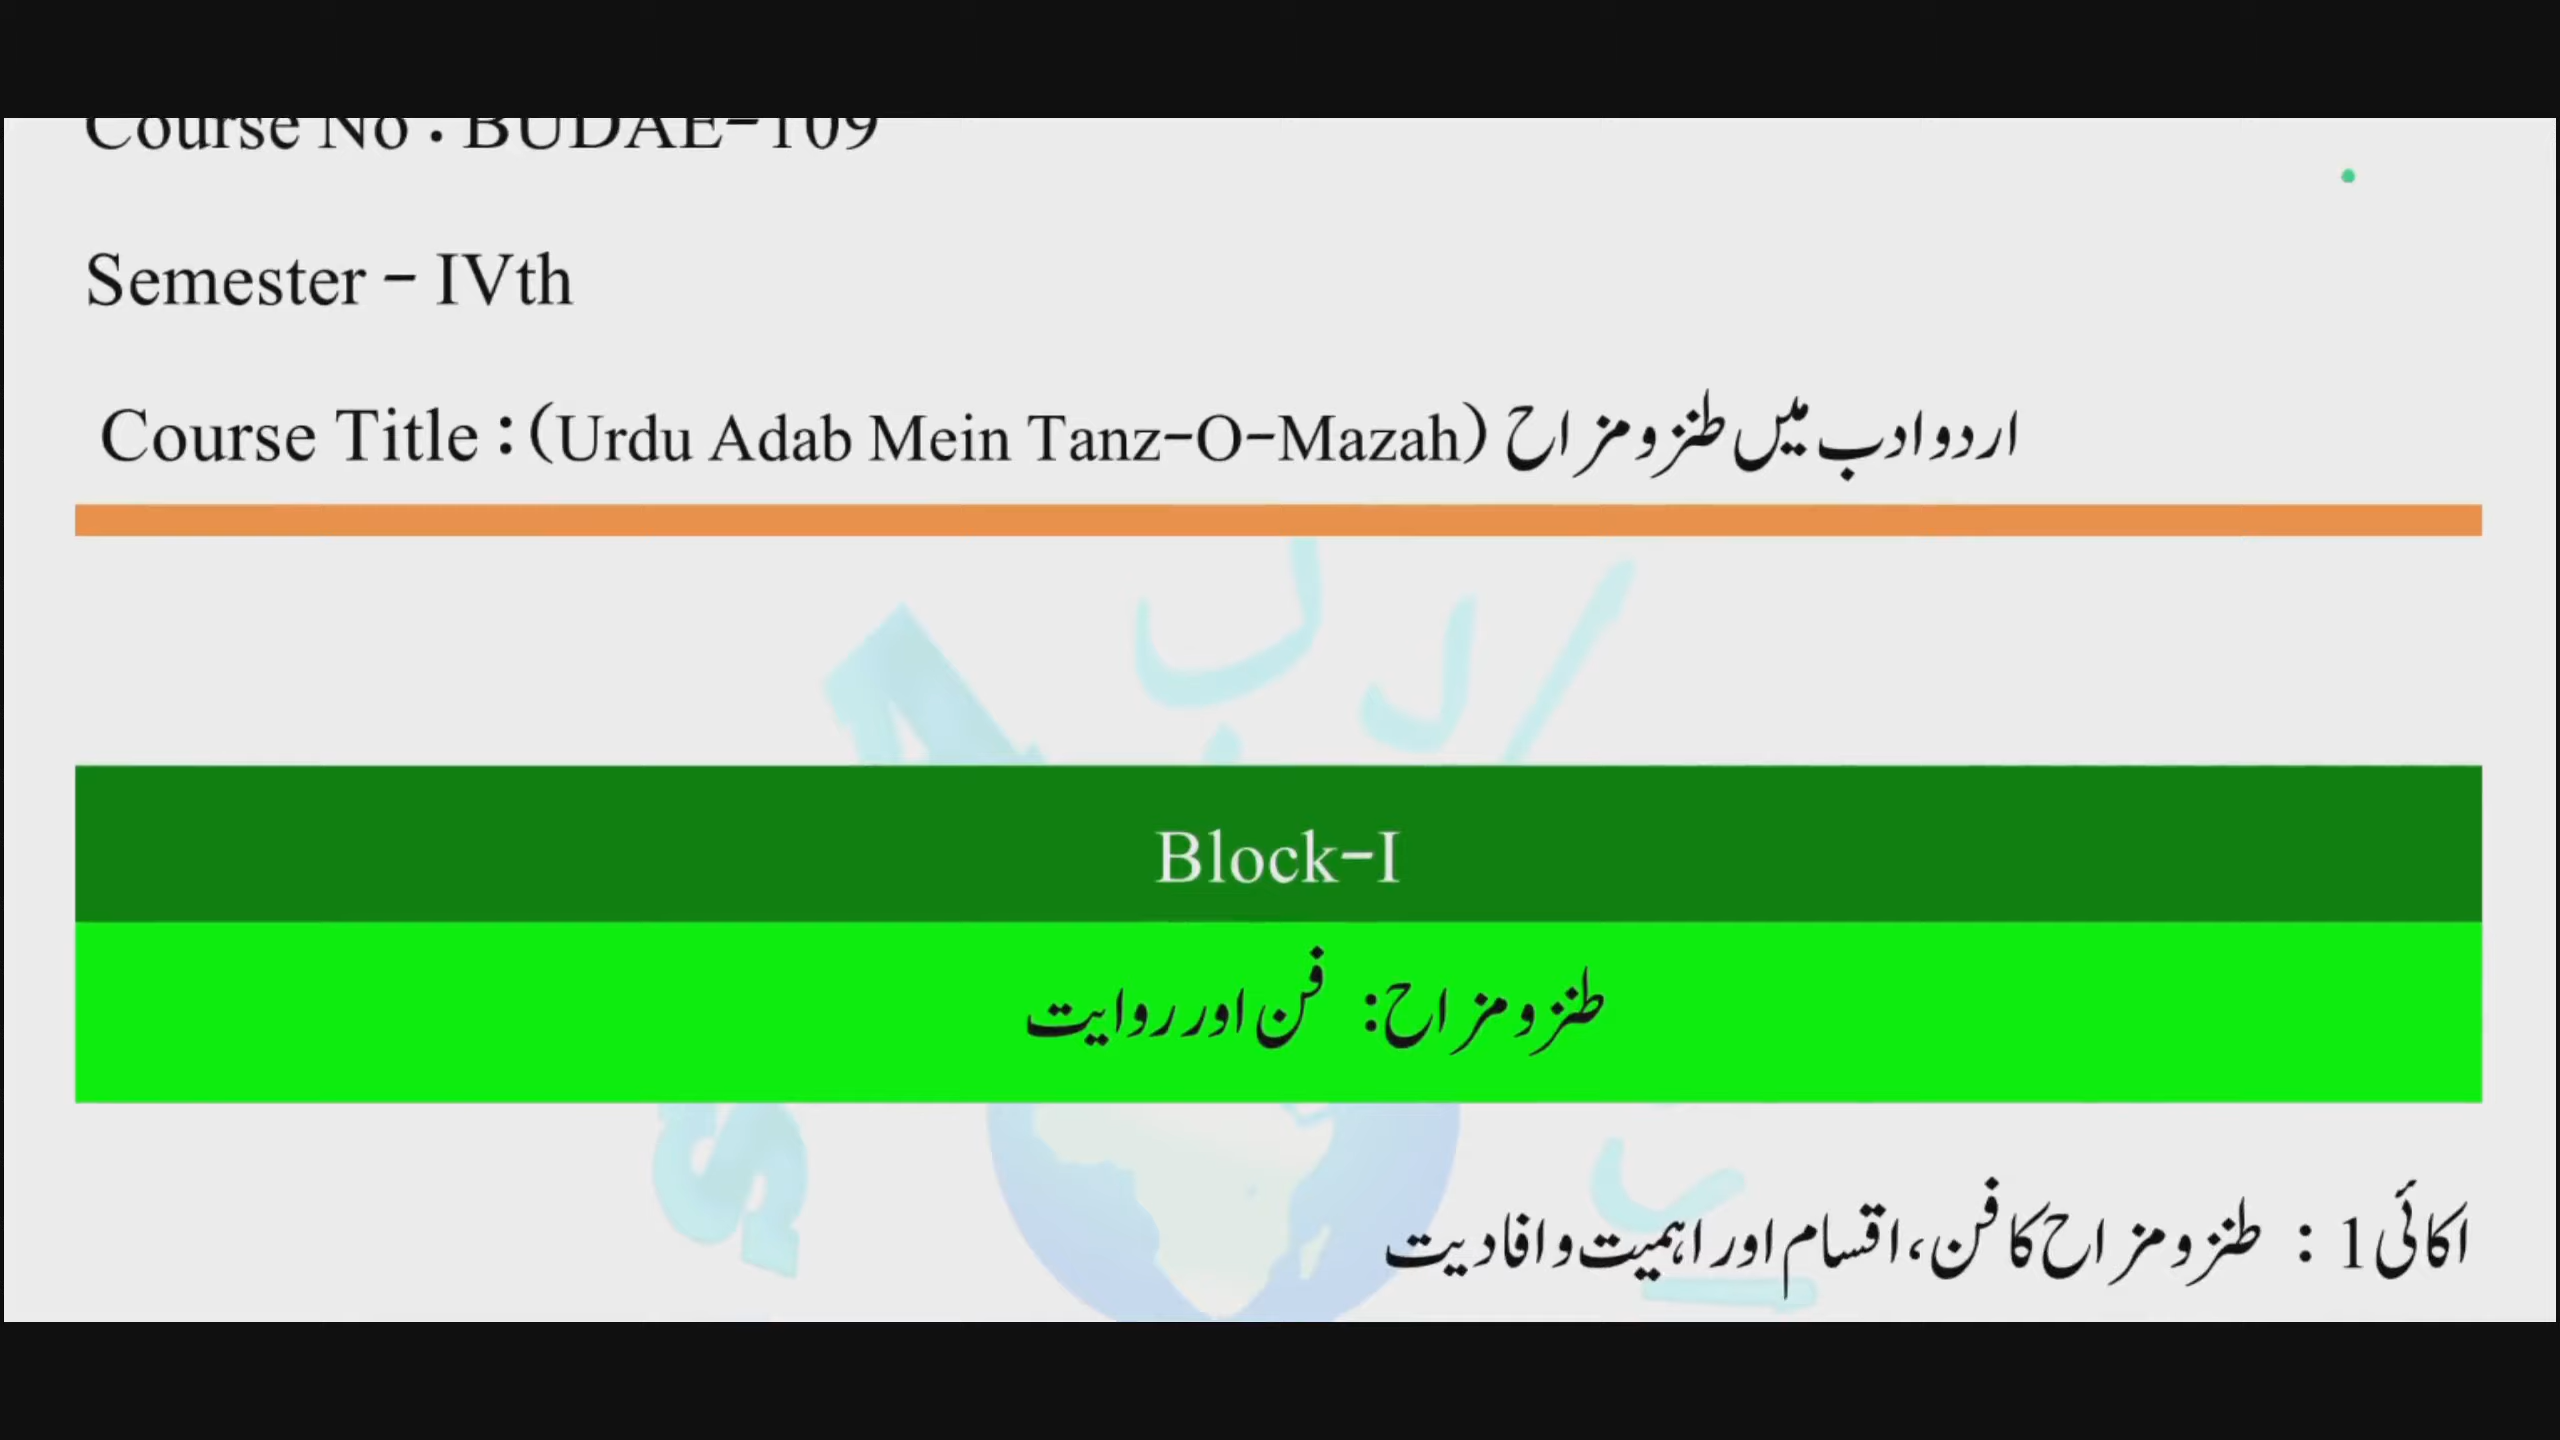 Course No : BUDAE-109
Semester - IVth
Course Title : (Urdu Adab Mein Tanz-O-Mazah) اردو ادب میں طنز و مزاح
Block-I
طنز و مزاح: فن اور روایت
اکائی 1 : طنز و مزاح کا فن، اقسام اور اہمیت و افادیت